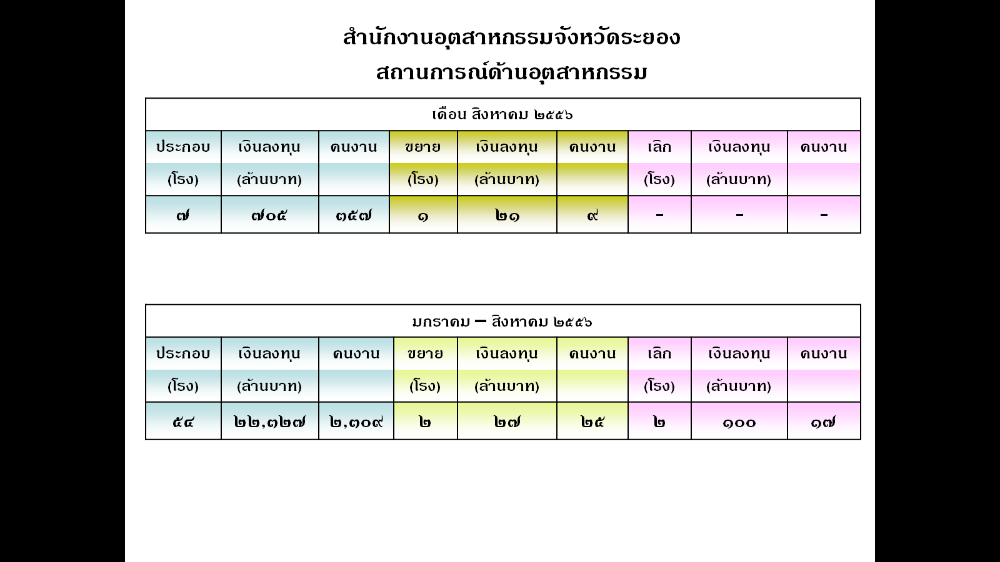 สำนักงานอุตสาหกรรมจังหวัดระยอง
สถานการณ์ด้านอุตสาหกรรม
เดือน สิงหาคม ๒๕๕๖
ประกอบ เงินลงทุน คนงาน ขยาย เงินลงทุน คนงาน เลิก เงินลงทุน คนงาน
(โรง) (ล้านบาท) (โรง) (ล้านบาท) (โรง) (ล้านบาท)
๗ ๗๐๕ ๓๕๗ ๑ ๒๑ ๙ - - -
มกราคม – สิงหาคม ๒๕๕๖
ประกอบ เงินลงทุน คนงาน ขยาย เงินลงทุน คนงาน เลิก เงินลงทุน คนงาน
(โรง) (ล้านบาท) (โรง) (ล้านบาท) (โรง) (ล้านบาท)
๕๔ ๒๒,๓๒๗ ๒,๓๐๙ ๒ ๒๗ ๒๕ ๒ ๑๐๐ ๑๗